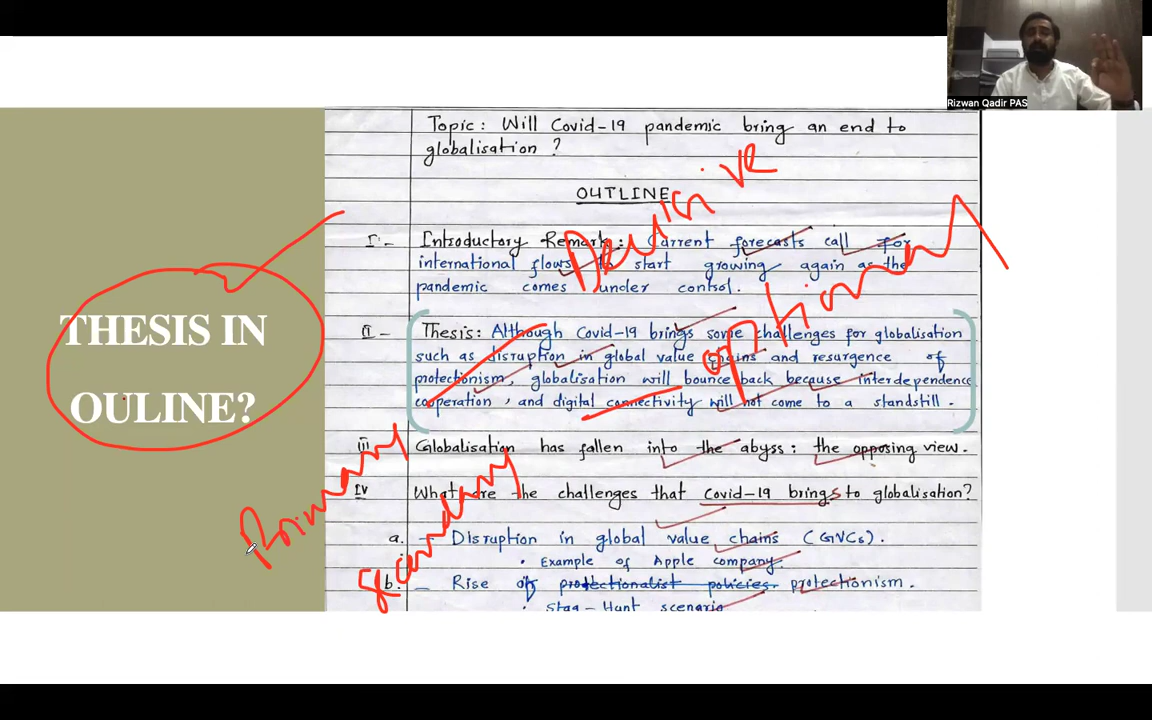 Rizwan Qadir PAS
THESIS IN
OULINE?
Topic: Will Covid-19 pandemic bring an end to
globalisation ?
OUTLINE
I - Introductory Remark: Current forecasts call for
international flows to start growing again as the
pandemic comes under control.
II - Thesis: Although Covid-19 brings some challenges for globalisation
such as disruption in global value chains and resurgence of
protectionism, globalisation will bounce back because interdependence
cooperation, and digital connectivity will not come to a standstill.
iii Globalisation has fallen into the abyss: the opposing view.
IV What are the challenges that Covid-19 brings to globalisation?
a. - Disruption in global value chains (GVCs).
• Example of Apple company.
b. - Rise of protectionalist policies. protectionism.
• Stag-Hunt scenario
optional
Primary